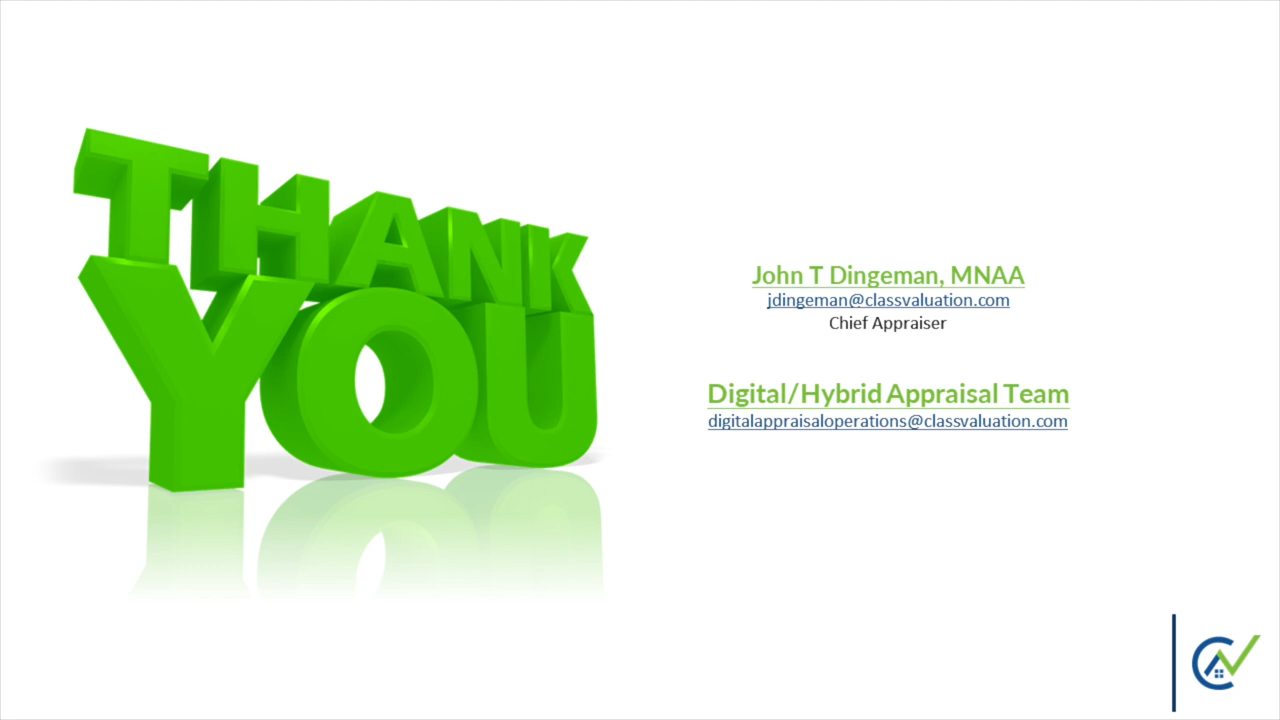 THANK
YOU
John T Dingeman, MNAA
jdingeman@classvaluation.com
Chief Appraiser
Digital/Hybrid Appraisal Team
digitalappraisaloperations@classvaluation.com